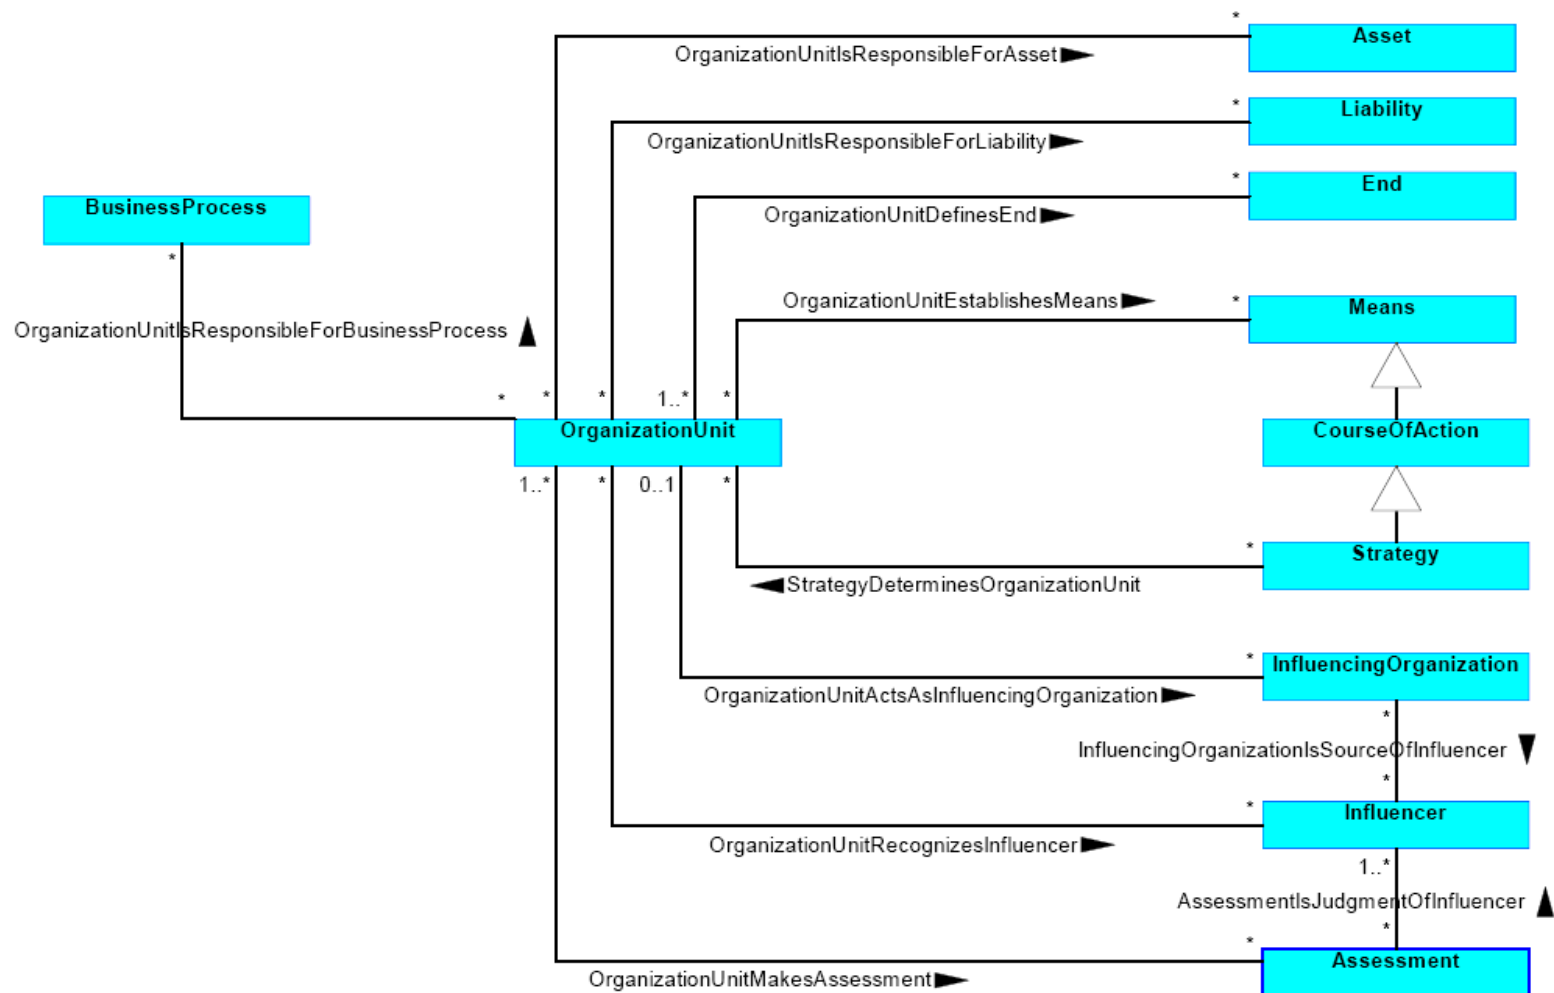 *
Asset
OrganizationUnitIsResponsibleForAsset
*
Liability
OrganizationUnitIsResponsibleForLiability
*
End
BusinessProcess
OrganizationUnitDefinesEnd
*
OrganizationUnitEstablishesMeans
*
Means
OrganizationUnitIsResponsibleForBusinessProcess
* * * 1..* *
OrganizationUnit
CourseOfAction
1..* * 0..1 *
*
Strategy
StrategyDeterminesOrganizationUnit
*
InfluencingOrganization
OrganizationUnitActsAsInfluencingOrganization
*
InfluencingOrganizationIsSourceOfInfluencer
*
*
Influencer
OrganizationUnitRecognizesInfluencer
1..*
AssessmentIsJudgmentOfInfluencer
*
*
Assessment
OrganizationUnitMakesAssessment